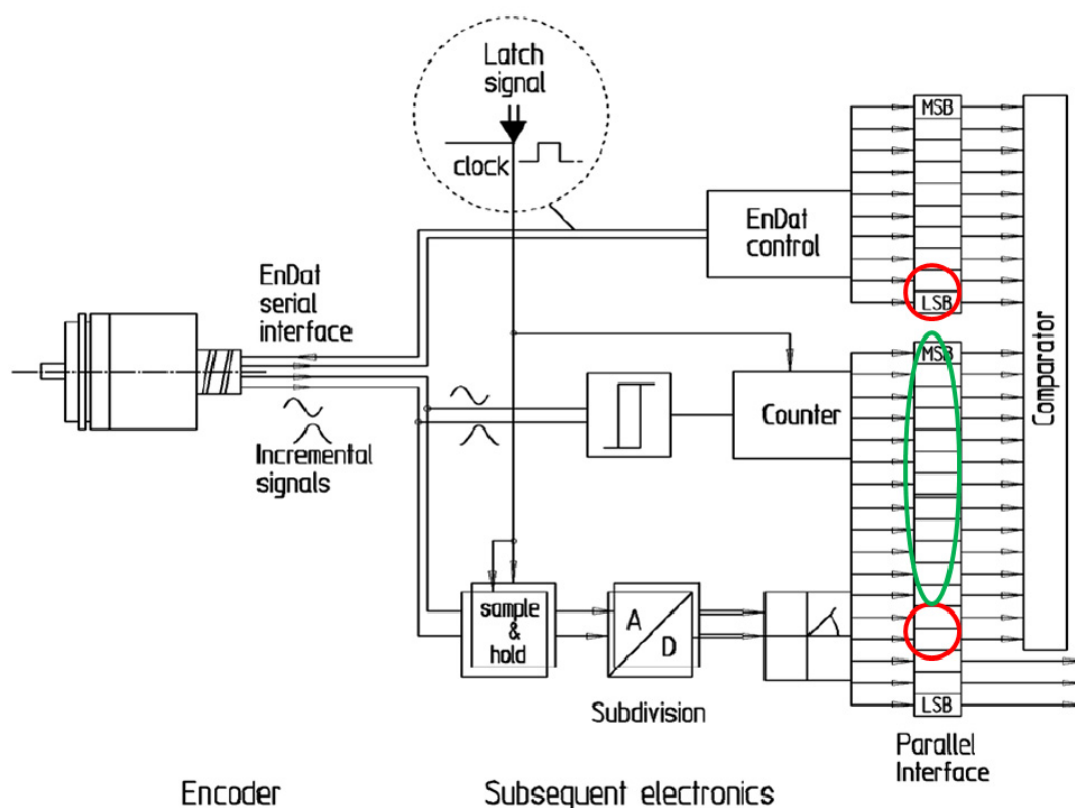 Latch
signal
clock
MSB
EnDat
control
LSB
EnDat
serial
interface
MSB
Counter
Comparator
Incremental
signals
sample
&
hold
A
D
Subdivision
LSB
Parallel
Interface
Encoder
Subsequent electronics